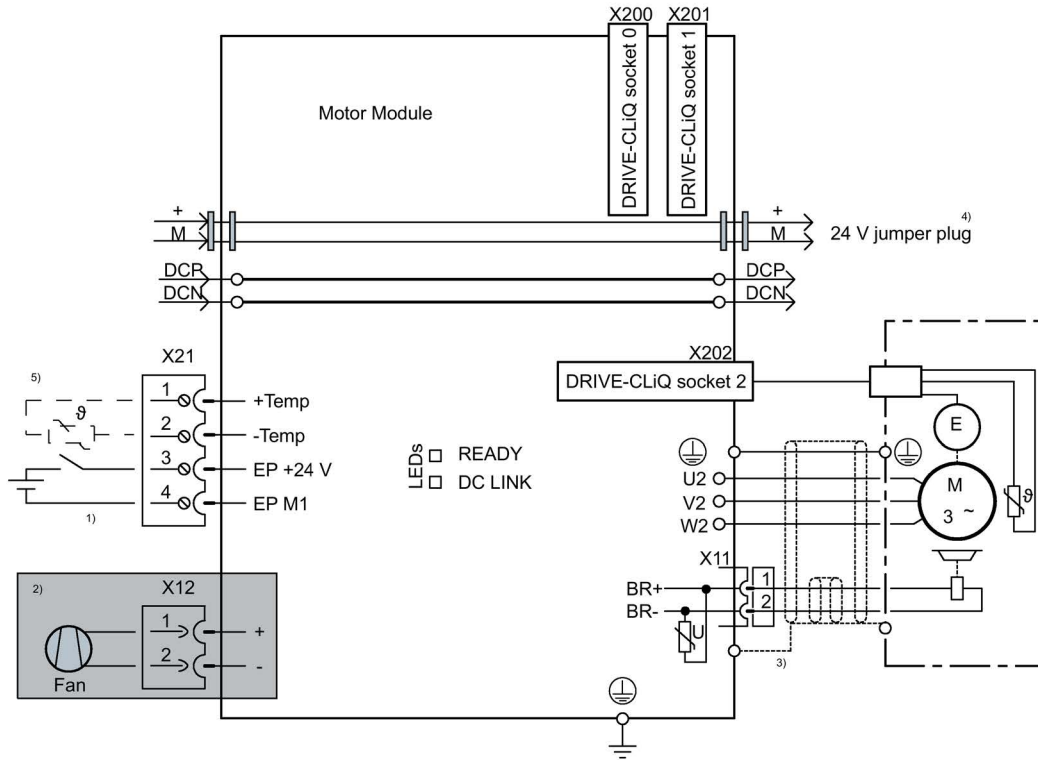 X200 X201
DRIVE-CLiQ socket 0
DRIVE-CLiQ socket 1
Motor Module
+ + 4)
M M 24 V jumper plug
DCP DCP
DCN DCN
X21 X202
DRIVE-CLiQ socket 2
5)
1 +Temp
ϑ
2 -Temp
3 EP +24 V
4 EP M1
1)
LEDs
READY
DC LINK
E
U2
V2
W2
M
3 ~
ϑ
X11
BR+ 1
BR- 2
U
3)
2) X12
1 +
2 -
Fan